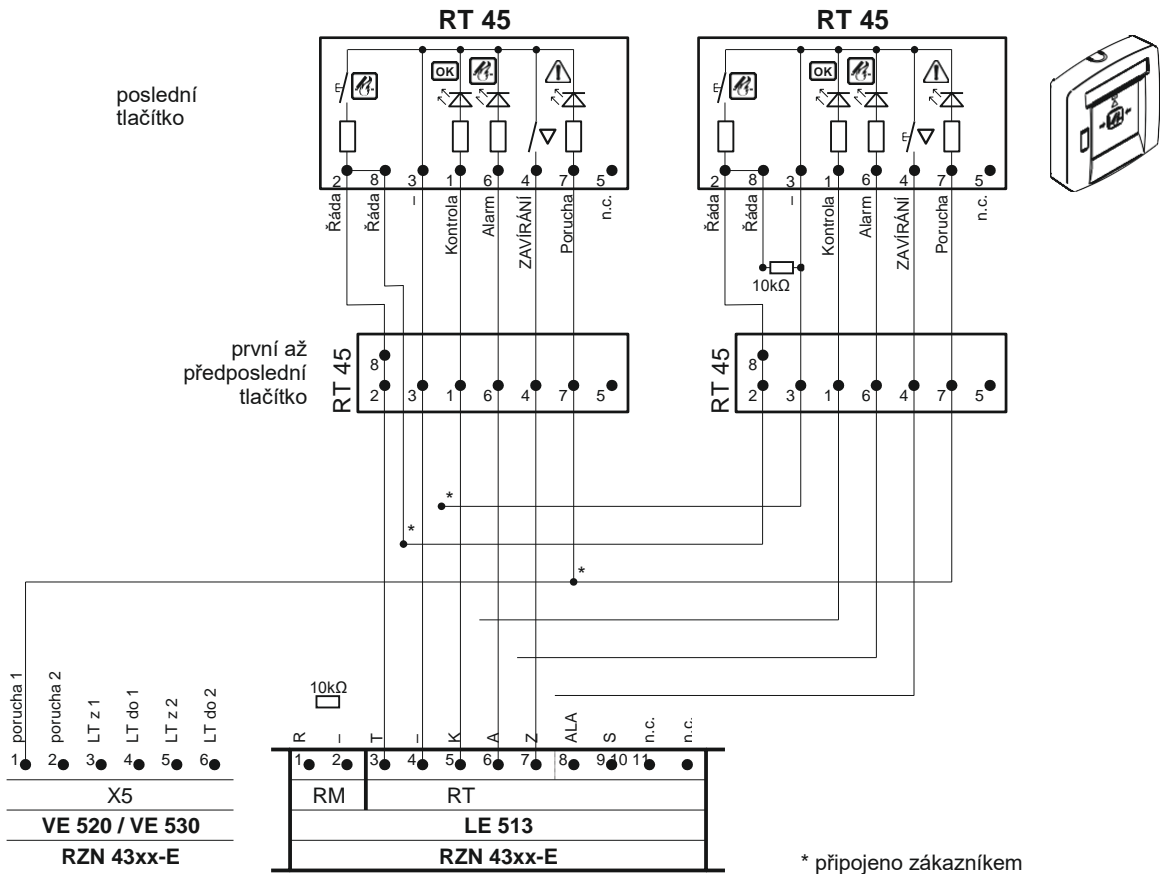 RT 45
RT 45
poslední
tlačítko
OK
OK
E
E
E
2 8 3 1 6 4 7 5
2 8 3 1 6 4 7 5
Řáda Řáda – Kontrola Alarm ZAVÍRÁNÍ Porucha n.c.
Řáda Řáda – Kontrola Alarm ZAVÍRÁNÍ Porucha n.c.
10kΩ
první až
předposlední
tlačítko
RT 45
8
2 3 1 6 4 7 5
RT 45
8
2 3 1 6 4 7 5
*
*
*
porucha 1 porucha 2 LT z 1 LT do 1 LT z 2 LT do 2
1 2 3 4 5 6
X5
VE 520 / VE 530
RZN 43xx-E
10kΩ
R – T – K A Z ALA S n.c. n.c.
1 2 3 4 5 6 7 8 9 10 11
RM RT
LE 513
RZN 43xx-E
* připojeno zákazníkem